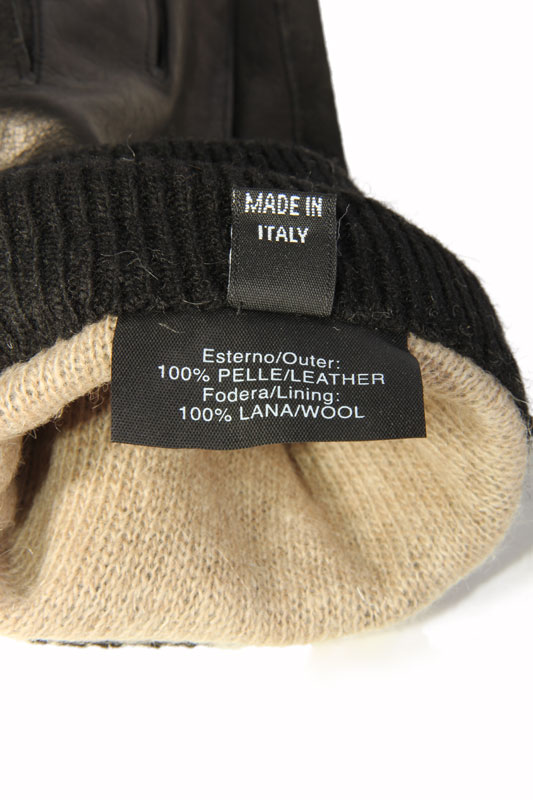 MADE IN
ITALY
Esterno/Outer:
100% PELLE/LEATHER
Fodera/Lining:
100% LANA/WOOL